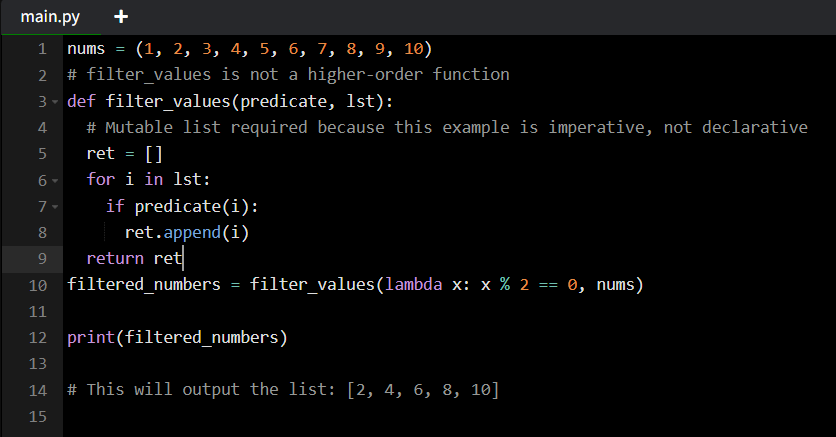 main.py +
1 nums = (1, 2, 3, 4, 5, 6, 7, 8, 9, 10)
2 # filter_values is not a higher-order function
3 def filter_values(predicate, lst):
4   # Mutable list required because this example is imperative, not declarative
5   ret = []
6   for i in lst:
7     if predicate(i):
8       ret.append(i)
9   return ret
10 filtered_numbers = filter_values(lambda x: x % 2 == 0, nums)
11
12 print(filtered_numbers)
13
14 # This will output the list: [2, 4, 6, 8, 10]
15